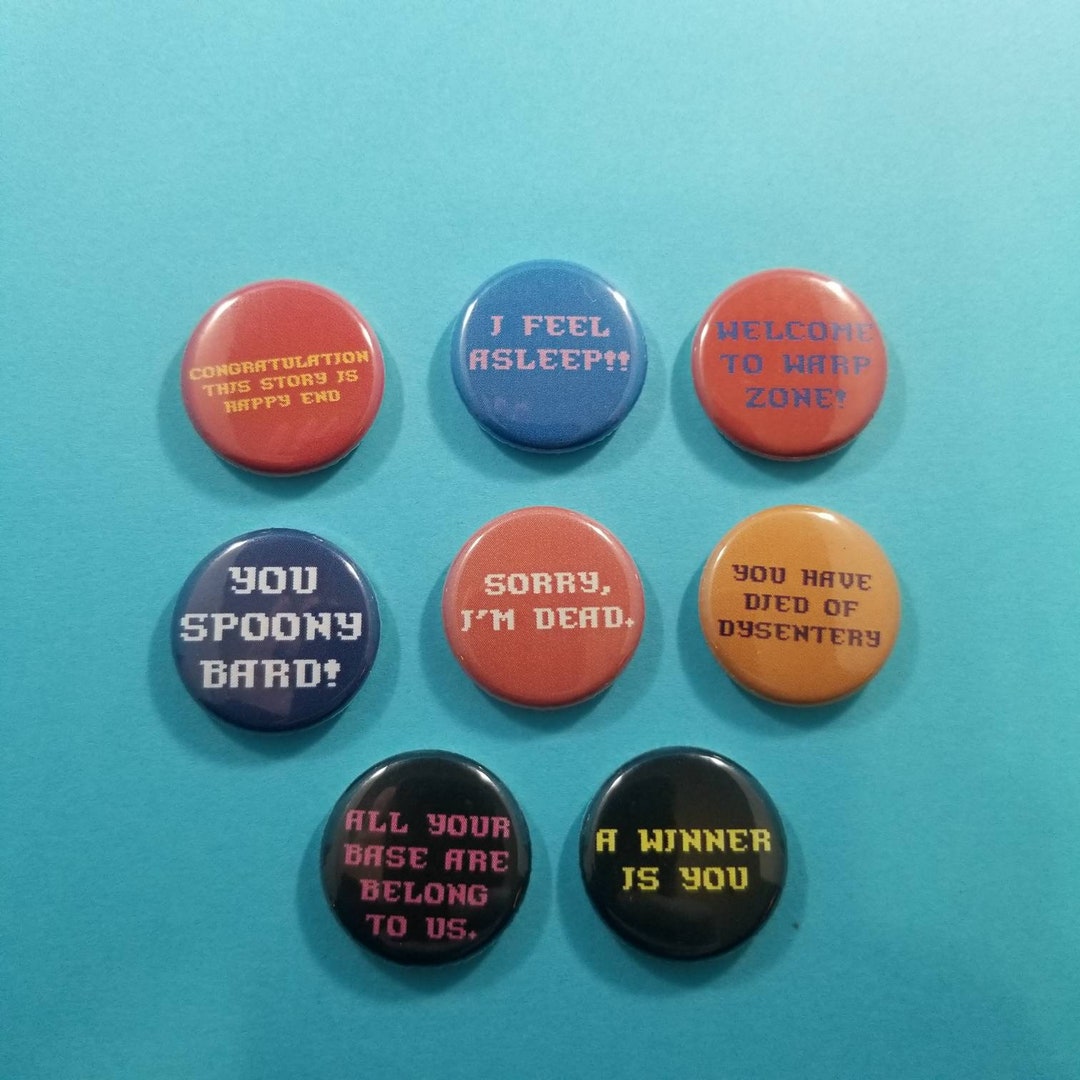 CONGRATULATION
THIS STORY IS
HAPPY END
I FEEL
ASLEEP!!
WELCOME
TO WARP
ZONE!
YOU
SPOONY
BARD!
SORRY,
I'M DEAD.
YOU HAVE
DIED OF
DYSENTERY
ALL YOUR
BASE ARE
BELONG
TO US.
A WINNER
IS YOU